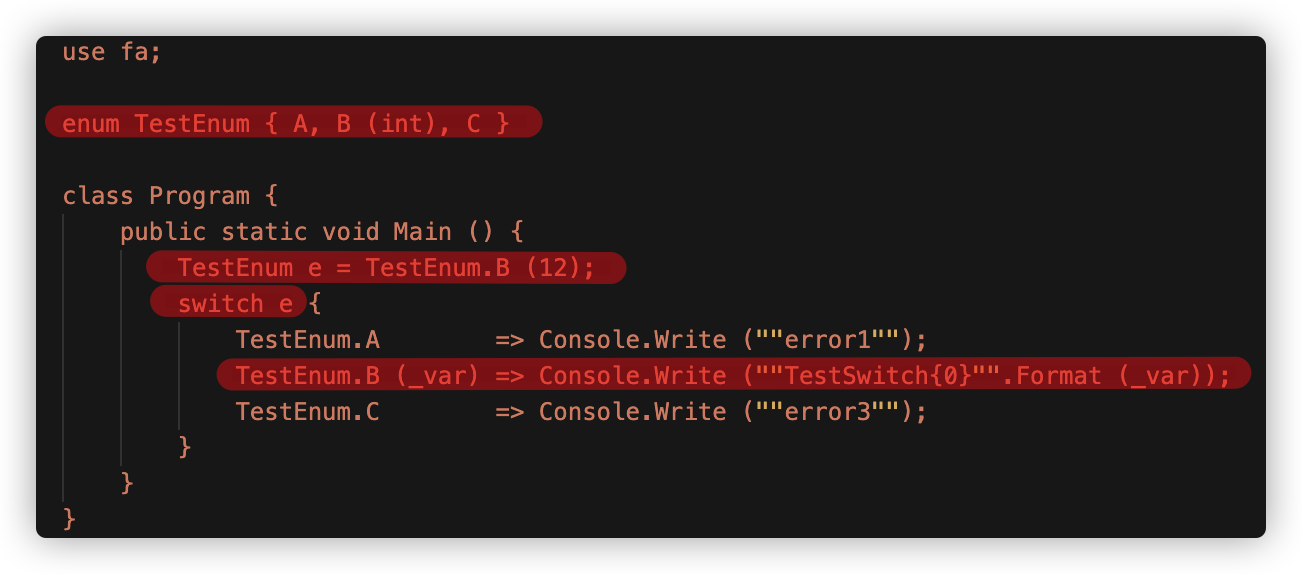 use fa;
enum TestEnum { A, B (int), C }
class Program {
    public static void Main () {
        TestEnum e = TestEnum.B (12);
        switch e {
            TestEnum.A        => Console.Write (""error1"");
            TestEnum.B (_var) => Console.Write (""TestSwitch{0}"".Format (_var));
            TestEnum.C        => Console.Write (""error3"");
        }
    }
}